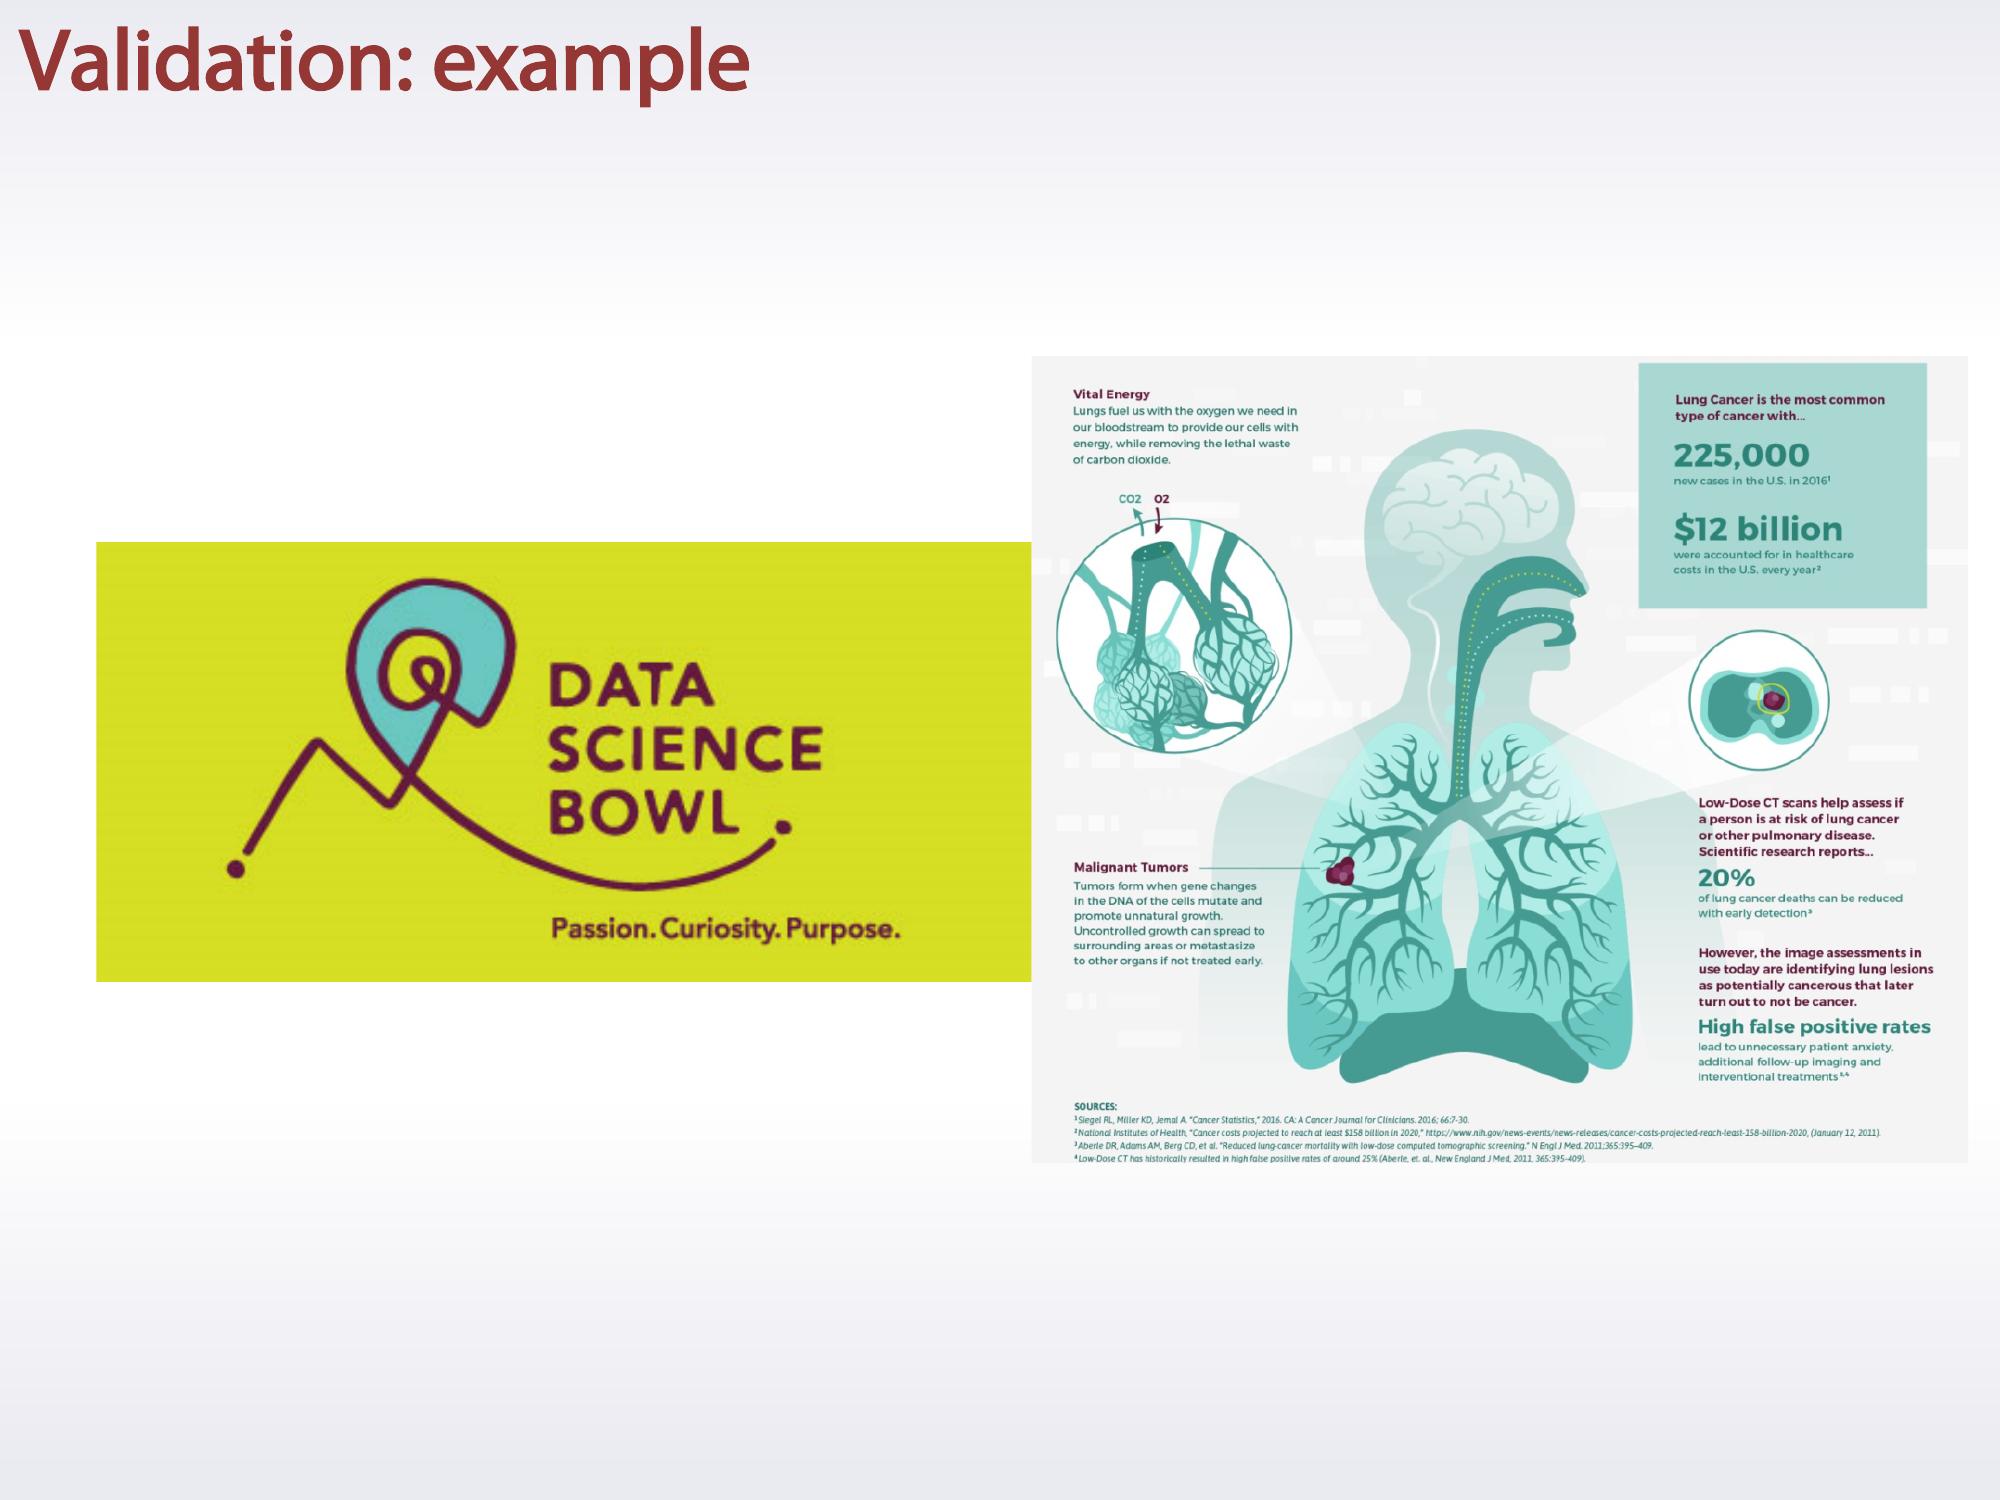 Validation: example
DATA
SCIENCE
BOWL
Passion. Curiosity. Purpose.
Vital Energy
Lungs fuel us with the oxygen we need in
our bloodstream to provide our cells with
energy, while removing the lethal waste
of carbon dioxide.
CO2 O2
Malignant Tumors
Tumors form when gene changes
in the DNA of the cells mutate and
promote unnatural growth.
Uncontrolled growth can spread to
surrounding areas or metastasize
to other organs if not treated early.
Lung Cancer is the most common
type of cancer with...
225,000
new cases in the U.S. in 2016¹
$12 billion
were accounted for in healthcare
costs in the U.S. every year²
Low-Dose CT scans help assess if
a person is at risk of lung cancer
or other pulmonary disease.
Scientific research reports...
20%
of lung cancer deaths can be reduced
with early detection³
However, the image assessments in
use today are identifying lung lesions
as potentially cancerous that later
turn out to not be cancer.
High false positive rates
lead to unnecessary patient anxiety,
additional follow-up imaging and
interventional treatments³,⁴
SOURCES:
¹ Siegel RL, Miller KD, Jemal A. "Cancer Statistics," 2016. CA: A Cancer Journal for Clinicians. 2016; 66:7-30.
² National Institutes of Health, "Cancer costs projected to reach at least $158 billion in 2020," https://www.nih.gov/news-events/news-releases/cancer-costs-projected-reach-least-158-billion-2020, (January 12, 2011).
³ Aberle DR, Adams AM, Berg CD, et al. "Reduced lung-cancer mortality with low-dose computed tomographic screening." N Engl J Med. 2011;365:395–409.
⁴ Low-Dose CT has historically resulted in high false positive rates of around 25% (Aberle, et. al., New England J Med, 2011, 365:395-409).